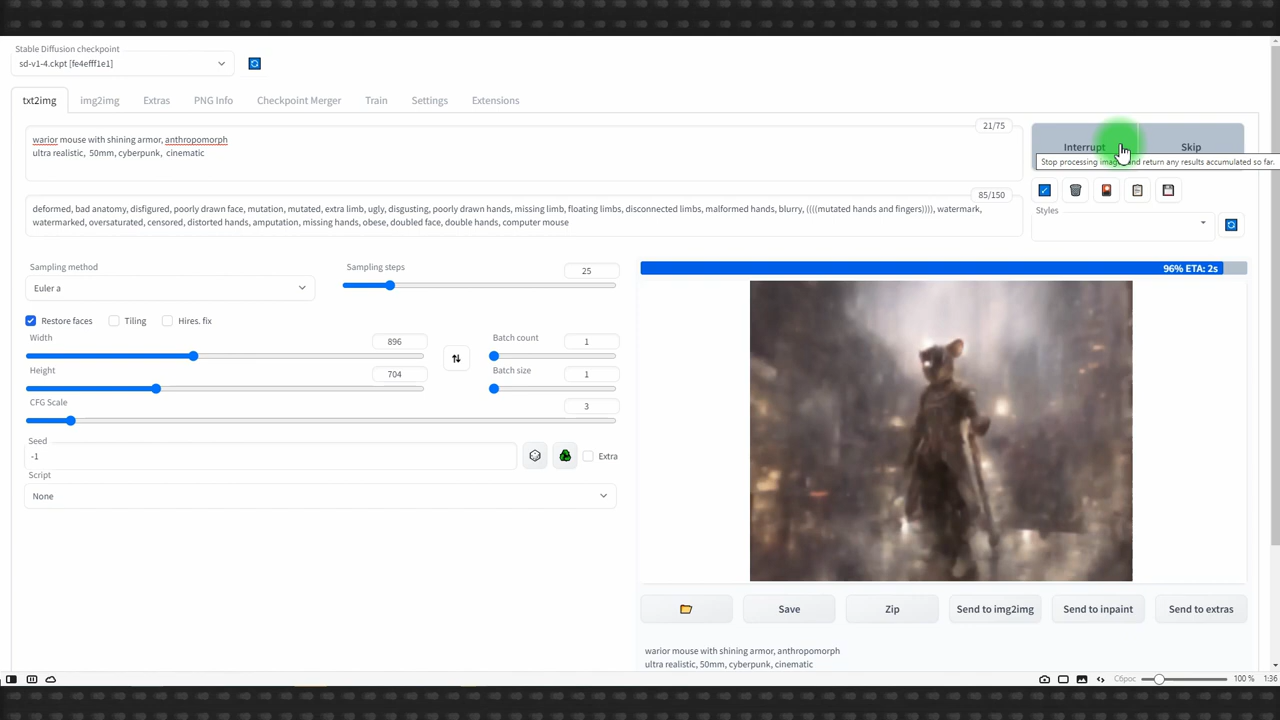 Stable Diffusion checkpoint
sd-v1-4.ckpt [fe4efff1e1]
txt2img img2img Extras PNG Info Checkpoint Merger Train Settings Extensions
warior mouse with shining armor, anthropomorph
ultra realistic, 50mm, cyberpunk, cinematic
21/75
Interrupt Skip
Stop processing images and return any results accumulated so far.
85/150
deformed, bad anatomy, disfigured, poorly drawn face, mutation, mutated, extra limb, ugly, disgusting, poorly drawn hands, missing limb, floating limbs, disconnected limbs, malformed hands, blurry, ((((mutated hands and fingers)))), watermark,
watermarked, oversaturated, censored, distorted hands, amputation, missing hands, obese, doubled face, double hands, computer mouse
Styles
Sampling method
Euler a
Sampling steps
25
Restore faces Tiling Hires. fix
Width
896
Height
704
Batch count
1
Batch size
1
CFG Scale
3
Seed
-1
Extra
Script
None
96% ETA: 2s
Save Zip Send to img2img Send to inpaint Send to extras
warior mouse with shining armor, anthropomorph
ultra realistic, 50mm, cyberpunk, cinematic
Сброс 100 % 1:36